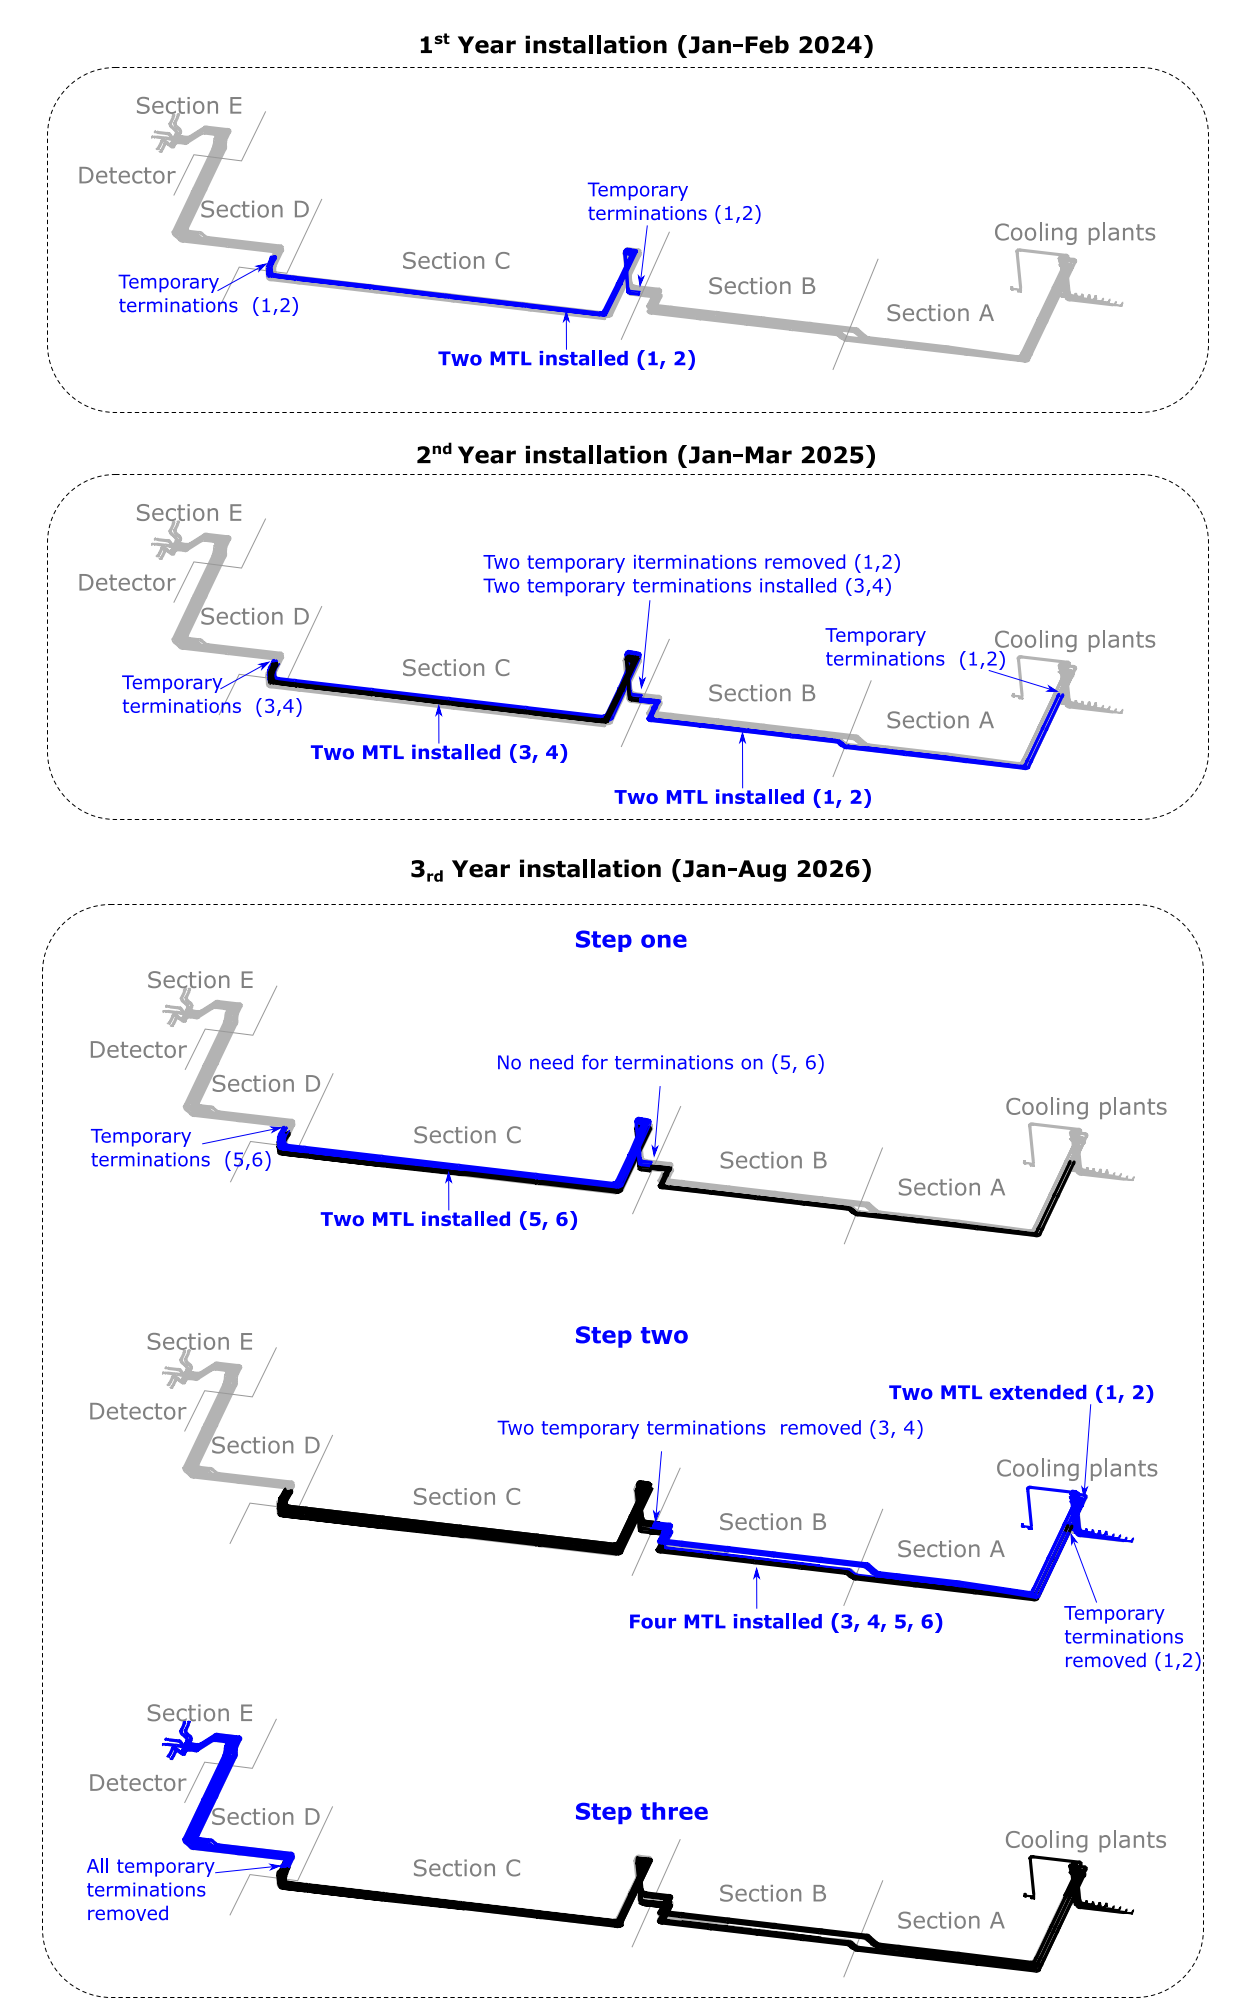 1st Year installation (Jan–Feb 2024)
Section E
Detector
Section D
Temporary
terminations (1,2)
Cooling plants
Section C
Temporary
terminations  (1,2)
Section B
Section A
Two MTL installed (1, 2)
2nd Year installation (Jan–Mar 2025)
Section E
Two temporary iterminations removed (1,2)
Two temporary terminations installed (3,4)
Detector
Section D
Temporary
terminations  (1,2)
Cooling plants
Section C
Temporary
terminations  (3,4)
Section B
Section A
Two MTL installed (3, 4)
Two MTL installed (1, 2)
3rd Year installation (Jan–Aug 2026)
Step one
Section E
Detector
No need for terminations on (5, 6)
Section D
Cooling plants
Temporary
terminations  (5,6)
Section C
Section B
Section A
Two MTL installed (5, 6)
Step two
Section E
Two MTL extended (1, 2)
Detector
Two temporary terminations  removed (3, 4)
Section D
Cooling plants
Section C
Section B
Section A
Four MTL installed (3, 4, 5, 6)
Temporary
terminations
removed (1,2)
Section E
Detector
Step three
Section D
Cooling plants
All temporary
terminations
removed
Section C
Section B
Section A